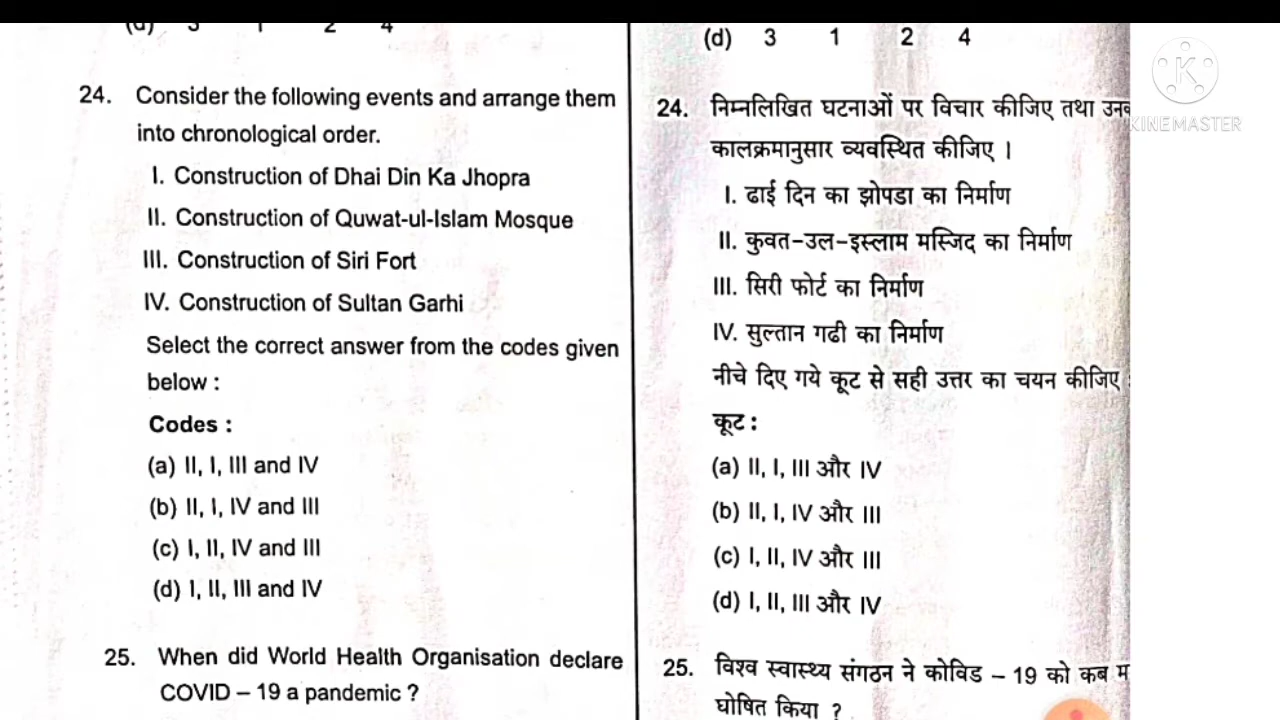 (d) 3 1 2 4
24. Consider the following events and arrange them
into chronological order.
I. Construction of Dhai Din Ka Jhopra
II. Construction of Quwat-ul-Islam Mosque
III. Construction of Siri Fort
IV. Construction of Sultan Garhi
Select the correct answer from the codes given
below :
Codes :
(a) II, I, III and IV
(b) II, I, IV and III
(c) I, II, IV and III
(d) I, II, III and IV
25. When did World Health Organisation declare
COVID – 19 a pandemic ?
(d) 3 1 2 4
24. निम्नलिखित घटनाओं पर विचार कीजिए तथा
कालक्रमानुसार व्यवस्थित कीजिए ।
I. ढाई दिन का झोपडा का निर्माण
II. कुवत-उल-इस्लाम मस्जिद का निर्माण
III. सिरी फोर्ट का निर्माण
IV. सुल्तान गढी का निर्माण
नीचे दिए गये कूट से सही उत्तर का चयन कीजिए
कूट :
(a) II, I, III और IV
(b) II, I, IV और III
(c) I, II, IV और III
(d) I, II, III और IV
25. विश्व स्वास्थ्य संगठन ने कोविड – 19 को कब
घोषित किया ?
K
KINEMASTER